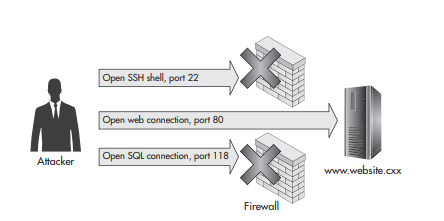 Open SSH shell, port 22
Open web connection, port 80
Open SQL connection, port 118
Attacker
www.website.cxx
Firewall